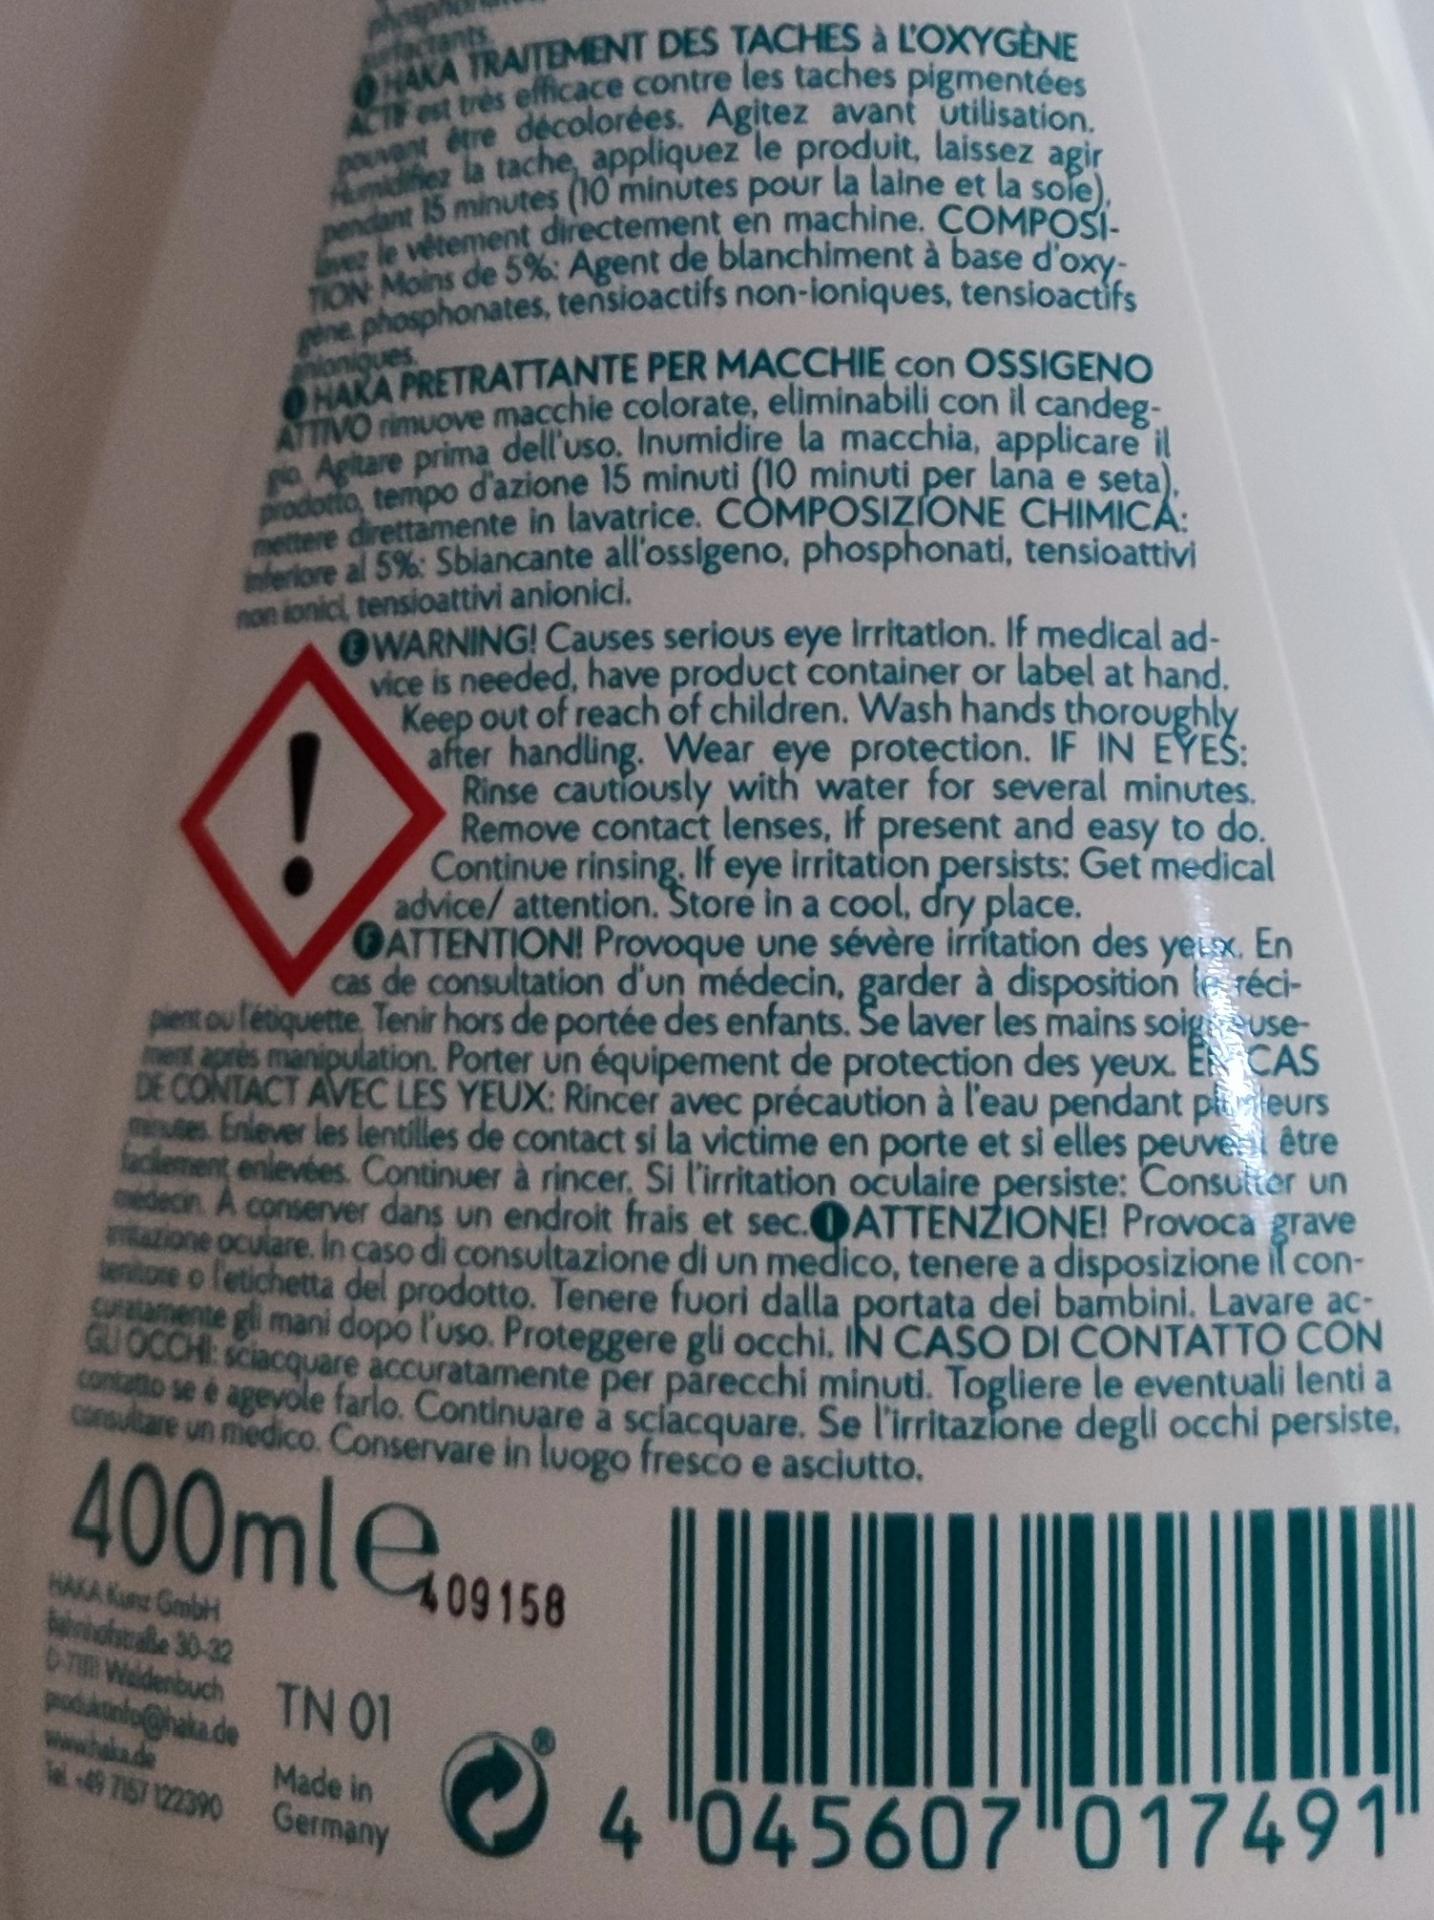 HAKA TRAITEMENT DES TACHES à L'OXYGÈNE
ACTIF est très efficace contre les taches pigmentées
pouvant être décolorées. Agitez avant utilisation.
Humidifiez la tache, appliquez le produit, laissez agir
pendant 15 minutes (10 minutes pour la laine et la soie),
lavez le vêtement directement en machine. COMPOSI-
TION: Moins de 5%: Agent de blanchiment à base d'oxy-
gène, phosphonates, tensioactifs non-ioniques, tensioactifs
anioniques.
I HAKA PRETRATTANTE PER MACCHIE con OSSIGENO
ATTIVO rimuove macchie colorate, eliminabili con il candeg-
gio. Agitare prima dell'uso. Inumidire la macchia, applicare il
prodotto, tempo d'azione 15 minuti (10 minuti per lana e seta),
mettere direttamente in lavatrice. COMPOSIZIONE CHIMICA:
inferiore al 5%: Sbiancante all'ossigeno, phosphonati, tensioattivi
non ionici, tensioattivi anionici.
E WARNING! Causes serious eye irritation. If medical ad-
vice is needed, have product container or label at hand.
Keep out of reach of children. Wash hands thoroughly
after handling. Wear eye protection. IF IN EYES:
Rinse cautiously with water for several minutes.
Remove contact lenses, if present and easy to do.
Continue rinsing. If eye irritation persists: Get medical
advice/ attention. Store in a cool, dry place.
F ATTENTION! Provoque une sévère irritation des yeux. En
cas de consultation d'un médecin, garder à disposition le réci-
pient ou l'étiquette. Tenir hors de portée des enfants. Se laver les mains soigneuse-
ment après manipulation. Porter un équipement de protection des yeux. EN CAS
DE CONTACT AVEC LES YEUX: Rincer avec précaution à l'eau pendant plusieurs
minutes. Enlever les lentilles de contact si la victime en porte et si elles peuvent être
facilement enlevées. Continuer à rincer. Si l'irritation oculaire persiste: Consulter un
médecin. À conserver dans un endroit frais et sec. I ATTENZIONE! Provoca grave
irritazione oculare. In caso di consultazione di un medico, tenere a disposizione il con-
tenitore o l'etichetta del prodotto. Tenere fuori dalla portata dei bambini. Lavare ac-
curatamente gli mani dopo l'uso. Proteggere gli occhi. IN CASO DI CONTATTO CON
GLI OCCHI: sciacquare accuratamente per parecchi minuti. Togliere le eventuali lenti a
contatto se è agevole farlo. Continuare a sciacquare. Se l'irritazione degli occhi persiste,
consultare un medico. Conservare in luogo fresco e asciutto.
400ml e
409158
HAKA Kunz GmbH
Bahnhofstraße 30-32
D-71111 Waldenbuch
produktinfo@haka.de
www.haka.de
Tel. +49 7157 122390
TN 01
Made in
Germany
4 045607 017491